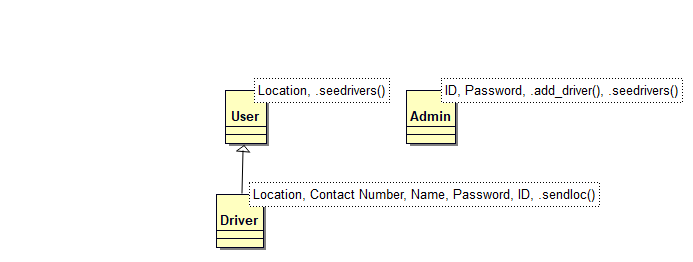 Location, .seedrivers()
User
ID, Password, .add_driver(), .seedrivers()
Admin
Location, Contact Number, Name, Password, ID, .sendloc()
Driver